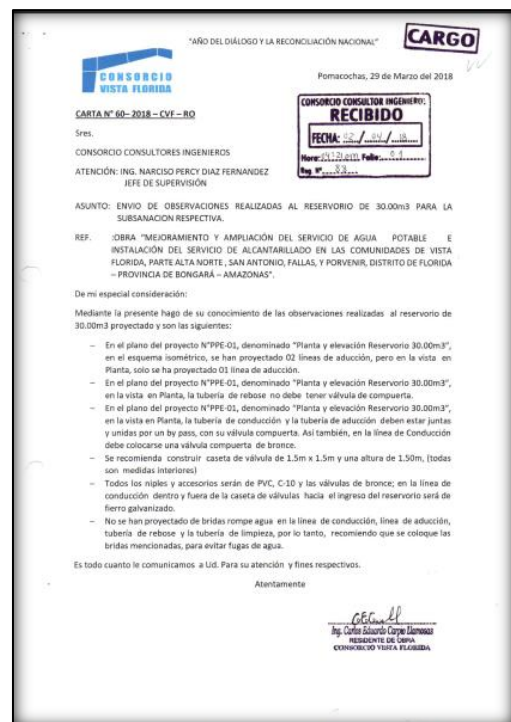 "AÑO DEL DIÁLOGO Y LA RECONCILIACIÓN NACIONAL"
CARGO
CONSORCIO
VISTA FLORIDA
Pomacochas, 29 de Marzo del 2018
CARTA N° 60– 2018 – CVF – RO
CONSORCIO CONSULTOR INGENIERO
RECIBIDO
FECHA: 02 / 04 / 18
Hora: Folio: 01
Reg N° 88
Sres.
CONSORCIO CONSULTORES INGENIEROS
ATENCIÓN: ING. NARCISO PERCY DIAZ FERNANDEZ
JEFE DE SUPERVISIÓN
ASUNTO: ENVIO DE OBSERVACIONES REALIZADAS AL RESERVORIO DE 30.00m3 PARA LA
SUBSANACION RESPECTIVA.
REF. :OBRA "MEJORAMIENTO Y AMPLIACIÓN DEL SERVICIO DE AGUA POTABLE E
INSTALACIÓN DEL SERVICIO DE ALCANTARILLADO EN LAS COMUNIDADES DE VISTA
FLORIDA, PARTE ALTA NORTE , SAN ANTONIO, FALLAS, Y PORVENIR, DISTRITO DE FLORIDA
– PROVINCIA DE BONGARÁ – AMAZONAS".
De mi especial consideración:
Mediante la presente hago de su conocimiento de las observaciones realizadas al reservorio de
30.00m3 proyectado y son las siguientes:
– En el plano del proyecto N°PPE-01, denominado "Planta y elevación Reservorio 30.00m3",
en el esquema isométrico, se han proyectado 02 líneas de aducción, pero en la vista en
Planta, solo se ha proyectado 01 línea de aducción.
– En el plano del proyecto N°PPE-01, denominado "Planta y elevación Reservorio 30.00m3",
en la vista en Planta, la tubería de rebose no debe tener válvula de compuerta.
– En el plano del proyecto N°PPE-01, denominado "Planta y elevación Reservorio 30.00m3",
en la vista en Planta, la tubería de conducción y la tubería de aducción deben estar juntas
y unidas por un by pass, con su válvula compuerta. Así también, en la línea de Conducción
debe colocarse una válvula compuerta de bronce.
– Se recomienda construir caseta de válvula de 1.5m x 1.5m y una altura de 1.50m, (todas
son medidas interiores)
– Todos los niples y accesorios serán de PVC, C-10 y las válvulas de bronce; en la línea de
conducción dentro y fuera de la caseta de válvulas hacia el ingreso del reservorio será de
fierro galvanizado.
– No se han proyectado de bridas rompe agua en la línea de conducción, línea de aducción,
tubería de rebose y la tubería de limpieza, por lo tanto, recomiendo que se coloque las
bridas mencionadas, para evitar fugas de agua.
Es todo cuanto le comunicamos a Ud. Para su atención y fines respectivos.
Atentamente
Ing. Carlos Eduardo Carpio Llamosas
RESIDENTE DE OBRA
CONSORCIO VISTA FLORIDA